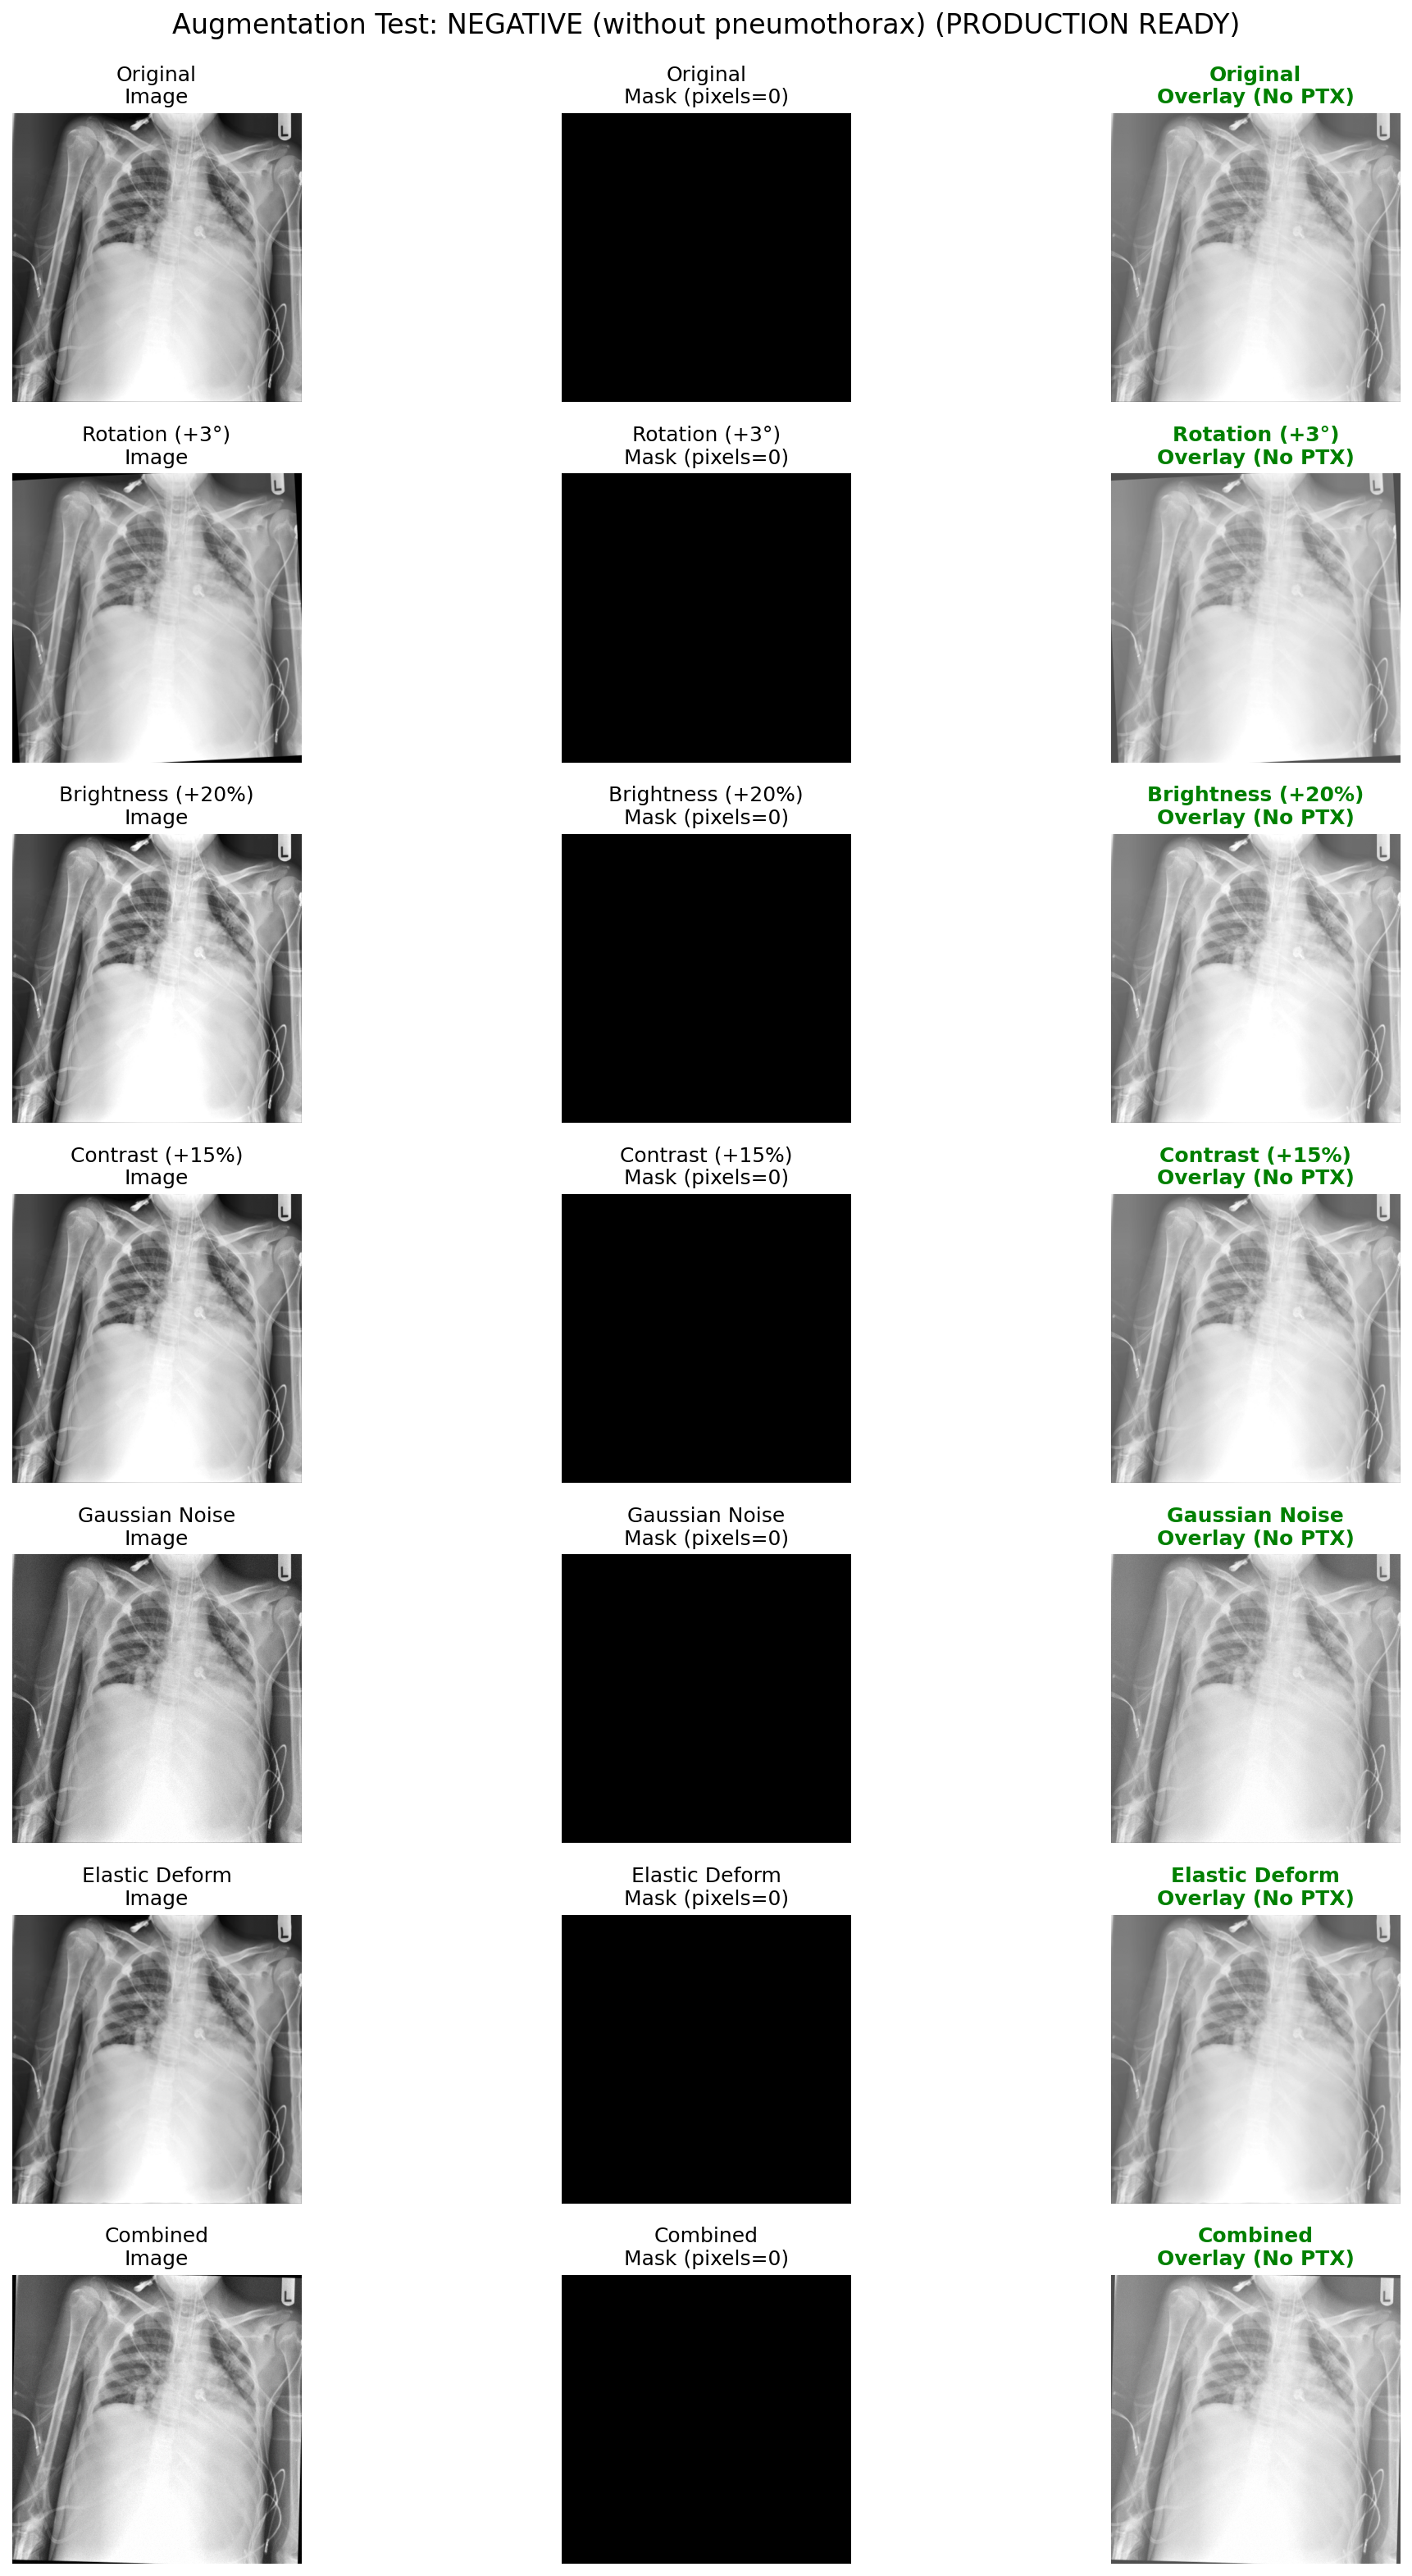 Augmentation Test: NEGATIVE (without pneumothorax) (PRODUCTION READY)
Original
Image
Original
Mask (pixels=0)
Original
Overlay (No PTX)
L
L
Rotation (+3°)
Image
Rotation (+3°)
Mask (pixels=0)
Rotation (+3°)
Overlay (No PTX)
L
L
Brightness (+20%)
Image
Brightness (+20%)
Mask (pixels=0)
Brightness (+20%)
Overlay (No PTX)
L
L
Contrast (+15%)
Image
Contrast (+15%)
Mask (pixels=0)
Contrast (+15%)
Overlay (No PTX)
L
L
Gaussian Noise
Image
Gaussian Noise
Mask (pixels=0)
Gaussian Noise
Overlay (No PTX)
L
L
Elastic Deform
Image
Elastic Deform
Mask (pixels=0)
Elastic Deform
Overlay (No PTX)
L
L
Combined
Image
Combined
Mask (pixels=0)
Combined
Overlay (No PTX)
L
L